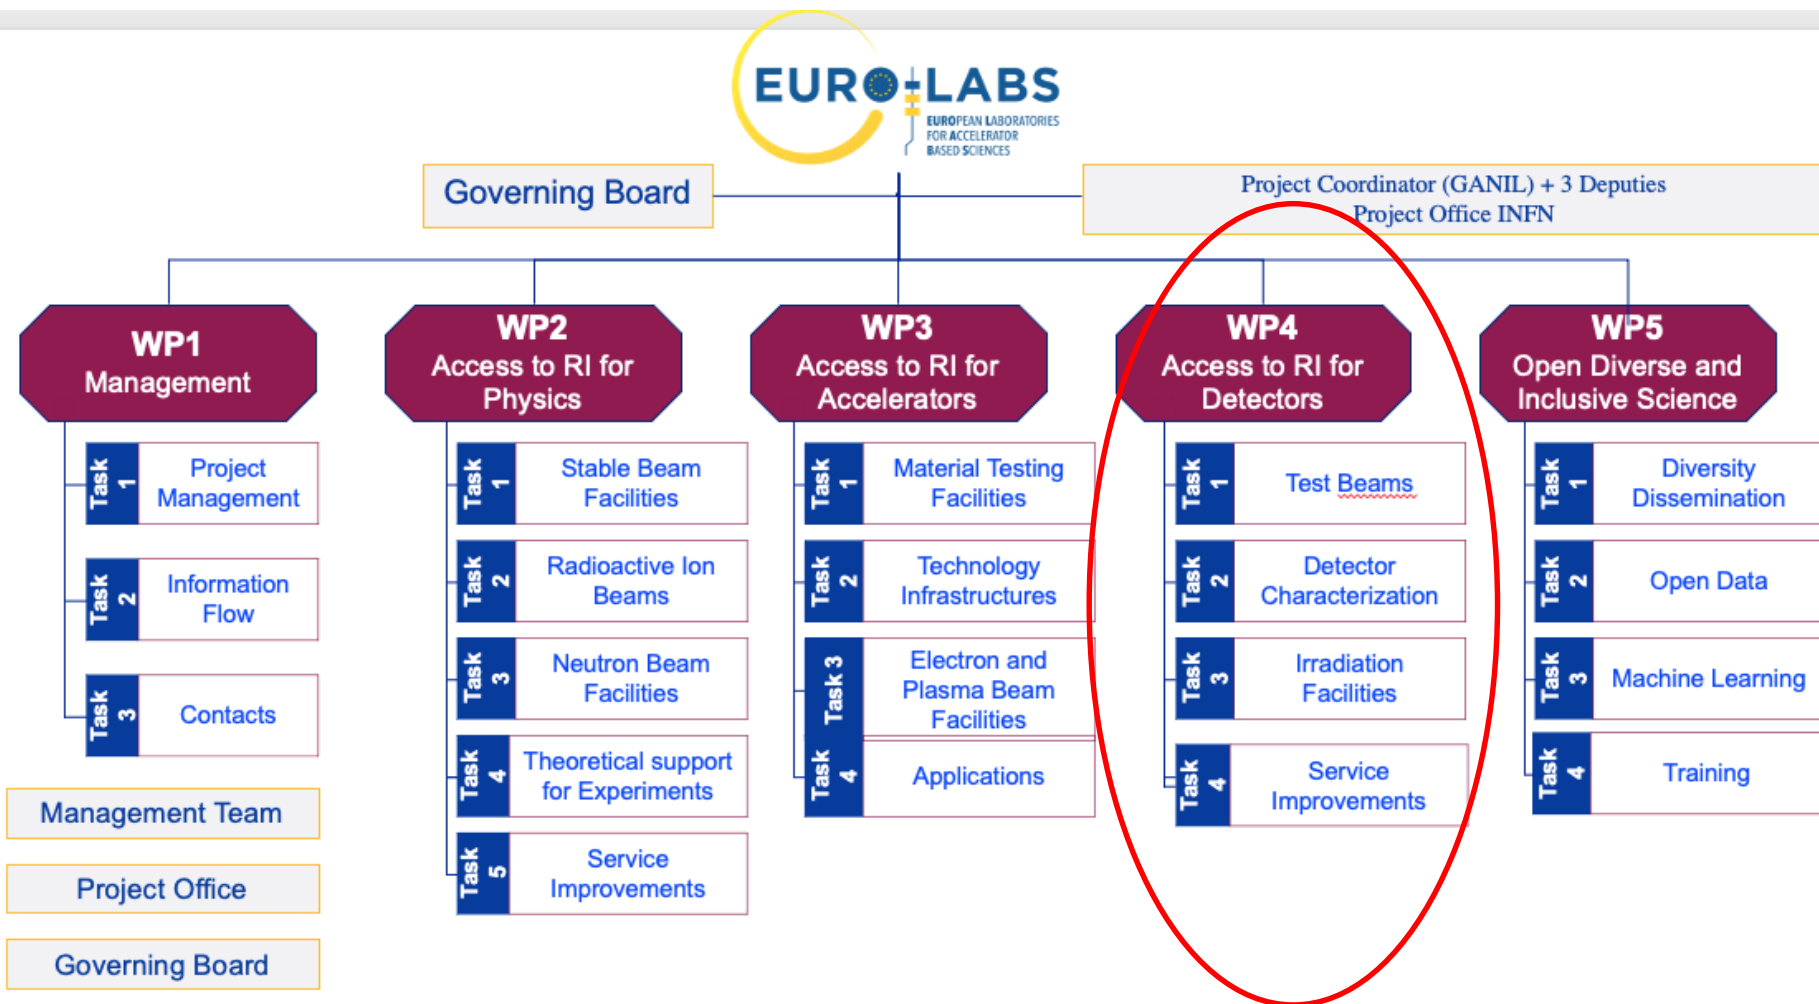 EURO-LABS
EUROPEAN LABORATORIES
FOR ACCELERATOR
BASED SCIENCES
Governing Board
Project Coordinator (GANIL) + 3 Deputies
Project Office INFN
WP1
Management
Task 1
Project
Management
Task 2
Information
Flow
Task 3
Contacts
Management Team
Project Office
Governing Board
WP2
Access to RI for
Physics
Task 1
Stable Beam
Facilities
Task 2
Radioactive Ion
Beams
Task 3
Neutron Beam
Facilities
Task 4
Theoretical support
for Experiments
Task 5
Service
Improvements
WP3
Access to RI for
Accelerators
Task 1
Material Testing
Facilities
Task 2
Technology
Infrastructures
Task 3
Electron and
Plasma Beam
Facilities
Task 4
Applications
WP4
Access to RI for
Detectors
Task 1
Test Beams
Task 2
Detector
Characterization
Task 3
Irradiation
Facilities
Task 4
Service
Improvements
WP5
Open Diverse and
Inclusive Science
Task 1
Diversity
Dissemination
Task 2
Open Data
Task 3
Machine Learning
Task 4
Training